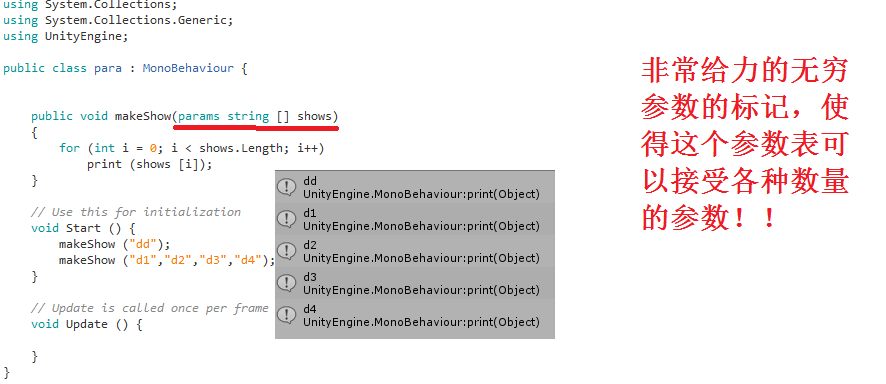 using System.Collections;
using System.Collections.Generic;
using UnityEngine;
public class para : MonoBehaviour {
public void makeShow(params string [] shows)
{
for (int i = 0; i < shows.Length; i++)
print (shows [i]);
}
// Use this for initialization
void Start () {
makeShow ("dd");
makeShow ("d1","d2","d3","d4");
}
// Update is called once per frame
void Update () {
}
}
dd
UnityEngine.MonoBehaviour:print(Object)
d1
UnityEngine.MonoBehaviour:print(Object)
d2
UnityEngine.MonoBehaviour:print(Object)
d3
UnityEngine.MonoBehaviour:print(Object)
d4
UnityEngine.MonoBehaviour:print(Object)
非常给力的无穷
参数的标记，使
得这个参数表可
以接受各种数量
的参数！！